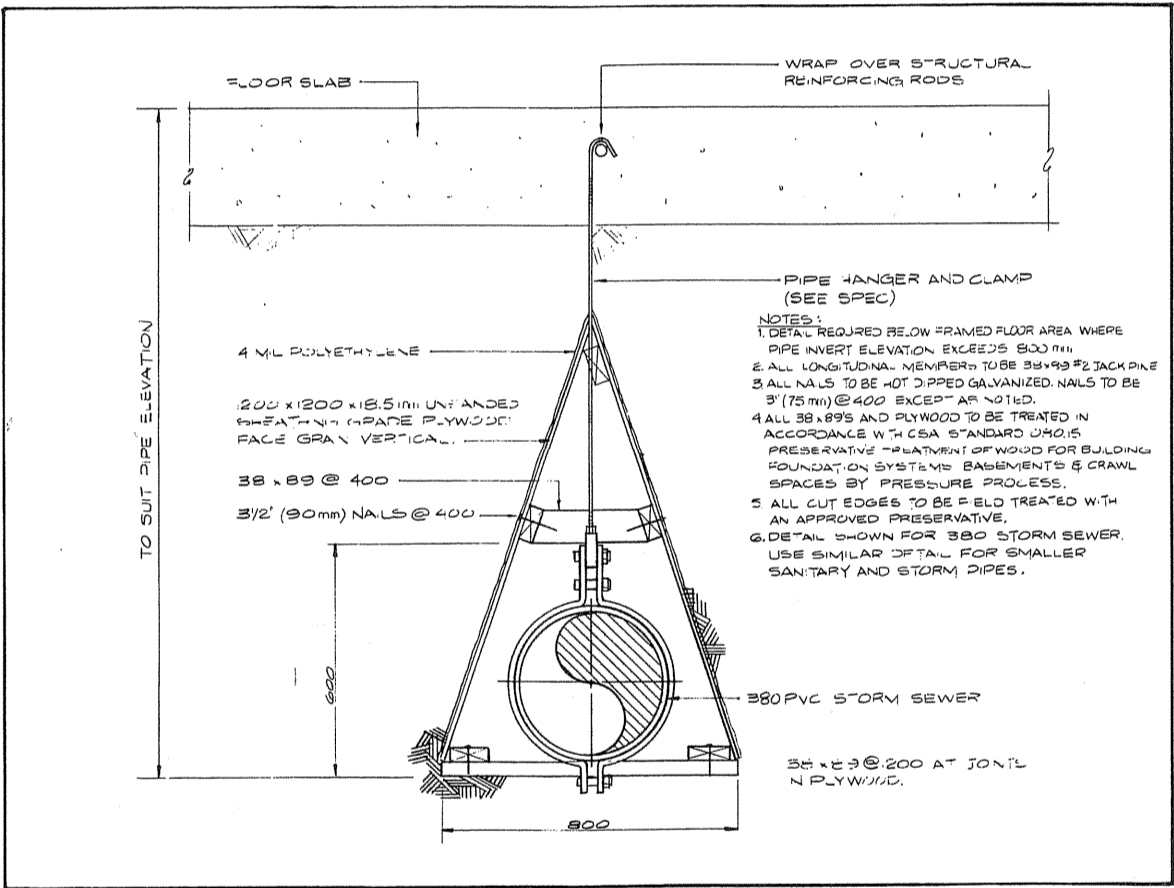 FLOOR SLAB
WRAP OVER STRUCTURAL
REINFORCING RODS
TO SUIT PIPE ELEVATION
PIPE HANGER AND CLAMP
(SEE SPEC)
NOTES:
1. DETAIL REQUIRED BELOW FRAMED FLOOR AREA WHERE
PIPE INVERT ELEVATION EXCEEDS 800 mm
2. ALL LONGITUDINAL MEMBERS TO BE 38x89 #2 JACK PINE
3. ALL NAILS TO BE HOT DIPPED GALVANIZED. NAILS TO BE
3" (75 mm) @ 400 EXCEPT AS NOTED.
4. ALL 38x89'S AND PLYWOOD TO BE TREATED IN
ACCORDANCE WITH CSA STANDARD O80.15
PRESERVATIVE TREATMENT OF WOOD FOR BUILDING
FOUNDATION SYSTEMS BASEMENTS & CRAWL
SPACES BY PRESSURE PROCESS.
5. ALL CUT EDGES TO BE FIELD TREATED WITH
AN APPROVED PRESERVATIVE.
6. DETAIL SHOWN FOR 380 STORM SEWER.
USE SIMILAR DETAIL FOR SMALLER
SANITARY AND STORM PIPES.
4 MIL POLYETHYLENE
1200 x 1200 x 18.5mm UNSANDED
SHEATHING GRADE PLYWOOD
FACE GRAIN VERTICAL.
38 x 89 @ 400
3 1/2" (90mm) NAILS @ 400
600
380 PVC STORM SEWER
38 x 89 @ 1200 AT JOINTS
IN PLYWOOD.
800